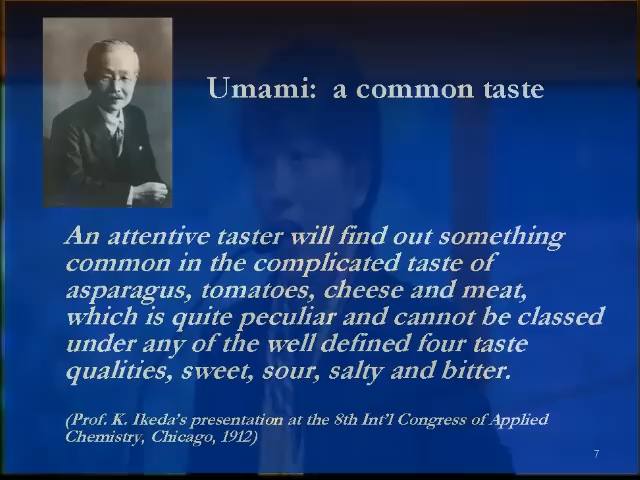 Umami: a common taste
An attentive taster will find out something
common in the complicated taste of
asparagus, tomatoes, cheese and meat,
which is quite peculiar and cannot be classed
under any of the well defined four taste
qualities, sweet, sour, salty and bitter.
(Prof. K. Ikeda's presentation at the 8th Int'l Congress of Applied
Chemistry, Chicago, 1912)
7